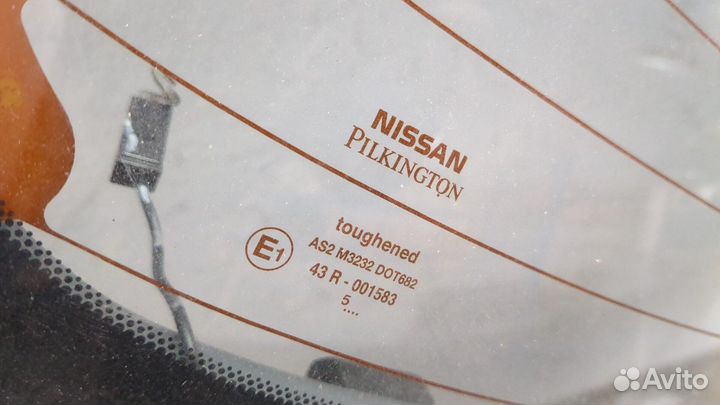 NISSAN
PILKINGTON
toughened
E1
AS2 M3232 DOT682
43 R - 001583
5....
Avito